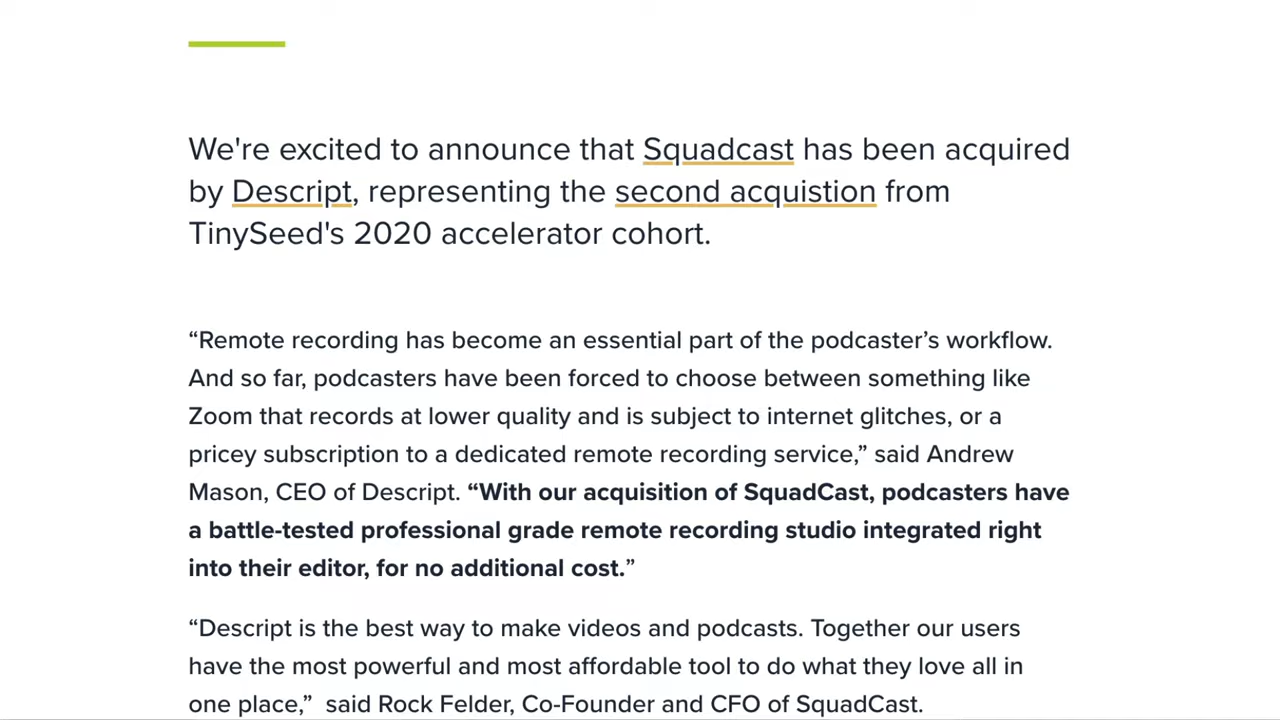 We're excited to announce that Squadcast has been acquired
by Descript, representing the second acquistion from
TinySeed's 2020 accelerator cohort.
“Remote recording has become an essential part of the podcaster’s workflow.
And so far, podcasters have been forced to choose between something like
Zoom that records at lower quality and is subject to internet glitches, or a
pricey subscription to a dedicated remote recording service,” said Andrew
Mason, CEO of Descript. “With our acquisition of SquadCast, podcasters have
a battle-tested professional grade remote recording studio integrated right
into their editor, for no additional cost.”
“Descript is the best way to make videos and podcasts. Together our users
have the most powerful and most affordable tool to do what they love all in
one place,”  said Rock Felder, Co-Founder and CFO of SquadCast.